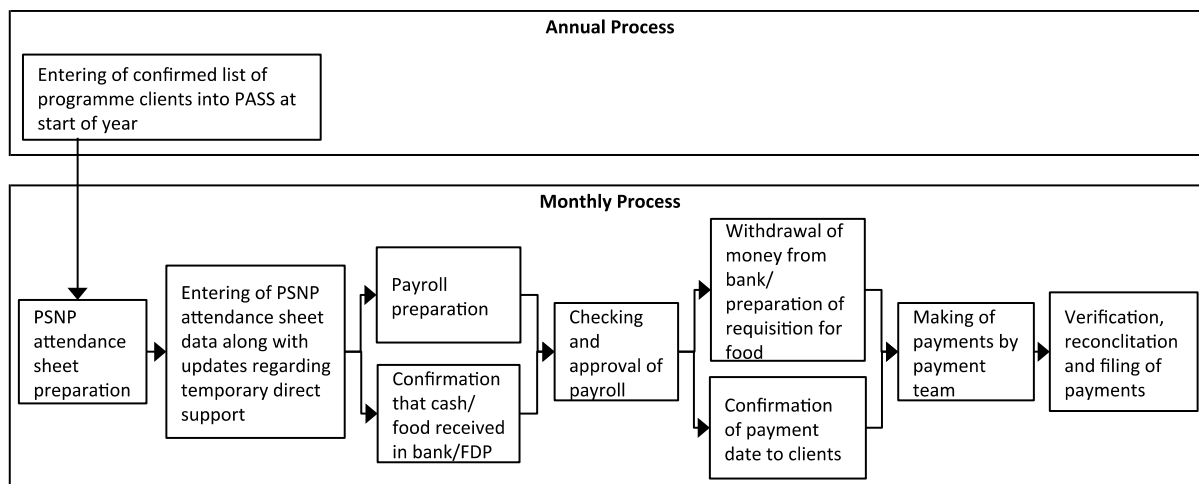 Annual Process
Entering of confirmed list of
programme clients into PASS at
start of year
Monthly Process
PSNP
attendance
sheet
preparation
Entering of PSNP
attendance sheet
data along with
updates regarding
temporary direct
support
Payroll
preparation
Confirmation
that cash/
food received
in bank/FDP
Checking
and
approval of
payroll
Withdrawal of
money from
bank/
preparation of
requisition for
food
Confirmation
of payment
date to clients
Making of
payments by
payment
team
Verification,
reconclitation
and filing of
payments